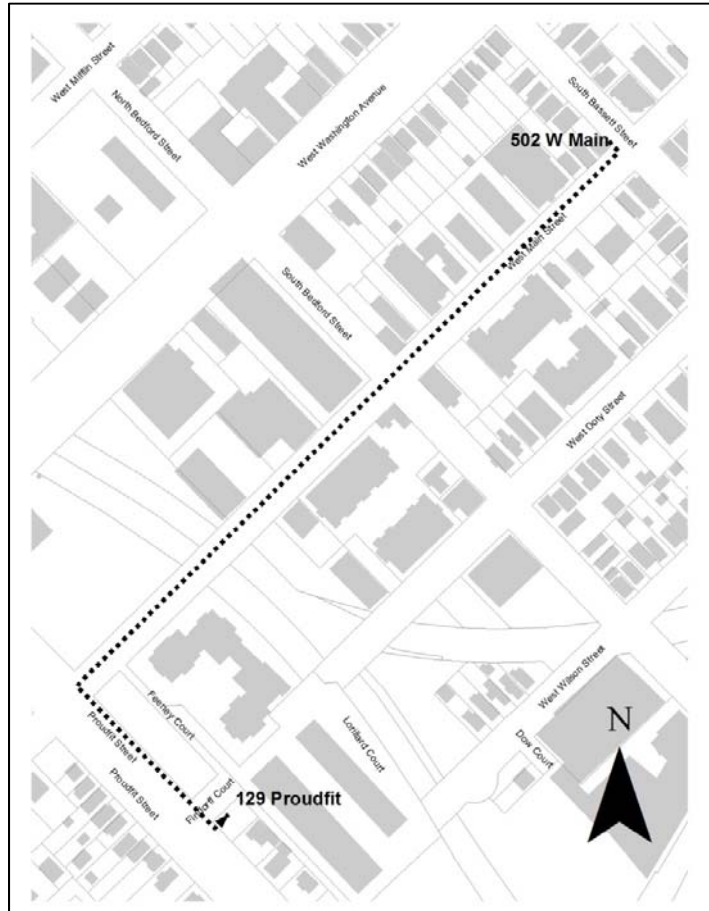 West Mifflin Street
North Bedford Street
West Washington Avenue
South Bassett Street
502 W Main
West Main Street
South Bedford Street
West Doty Street
West Wilson Street
Feeney Court
Proudfit Street
Lorillard Court
Dow Court
N
Proudfit Street
Court
129 Proudfit